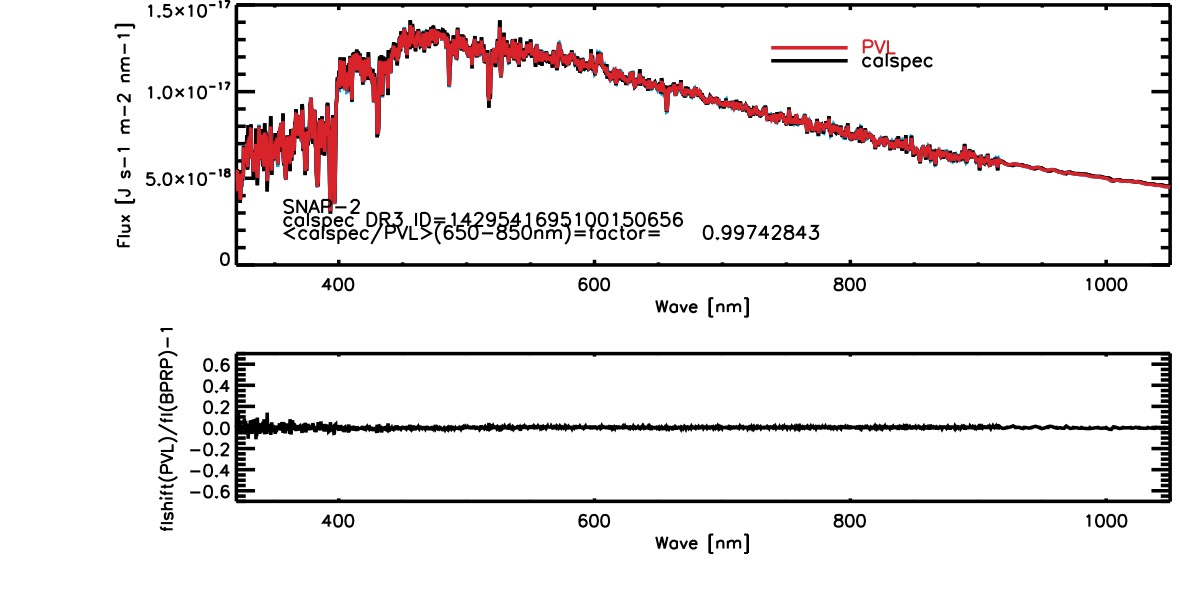 1.5×10−17
1.0×10−17
5.0×10−18
0
Flux [J s−1 m−2 nm−1]
PVL
calspec
SNAP−2
calspec DR3 ID=1429541695100150656
<calspec/PVL>(650−850nm)=factor= 0.99742843
400 600 800 1000
Wave [nm]
flshift(PVL)/fl(BPRP)−1
0.6
0.4
0.2
0.0
−0.2
−0.4
−0.6
400 600 800 1000
Wave [nm]